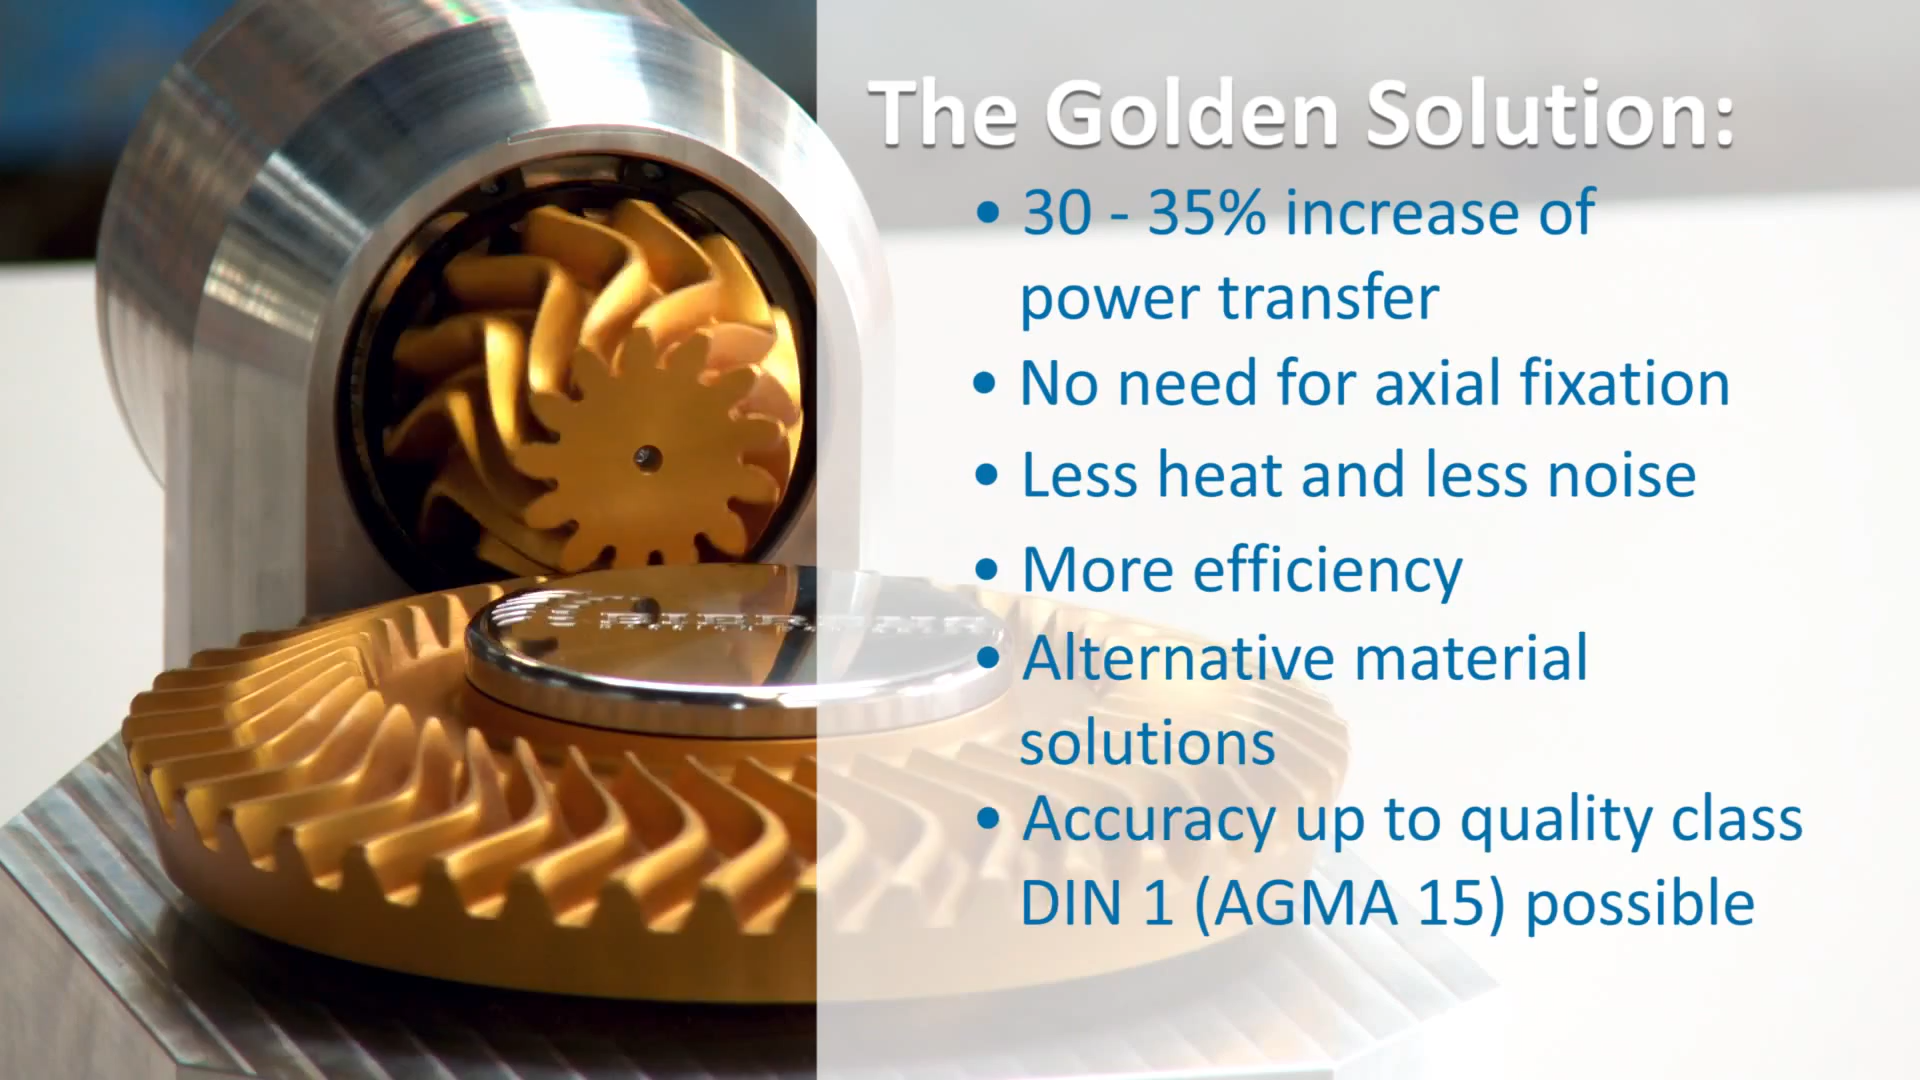 The Golden Solution:
• 30 - 35% increase of
power transfer
• No need for axial fixation
• Less heat and less noise
• More efficiency
• Alternative material
solutions
• Accuracy up to quality class
DIN 1 (AGMA 15) possible